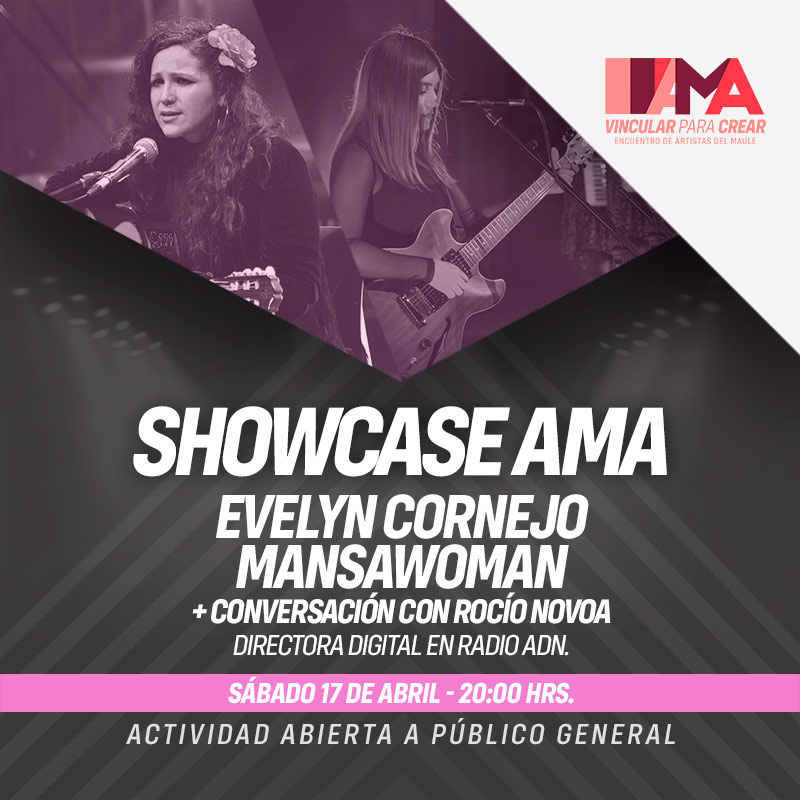 AMA
VINCULAR PARA CREAR
ENCUENTRO DE ARTISTAS DEL MAULE
SHOWCASE AMA
EVELYN CORNEJO
MANSAWOMAN
+ CONVERSACIÓN CON ROCÍO NOVOA
DIRECTORA DIGITAL EN RADIO ADN.
SÁBADO 17 DE ABRIL - 20:00 HRS.
ACTIVIDAD ABIERTA A PÚBLICO GENERAL